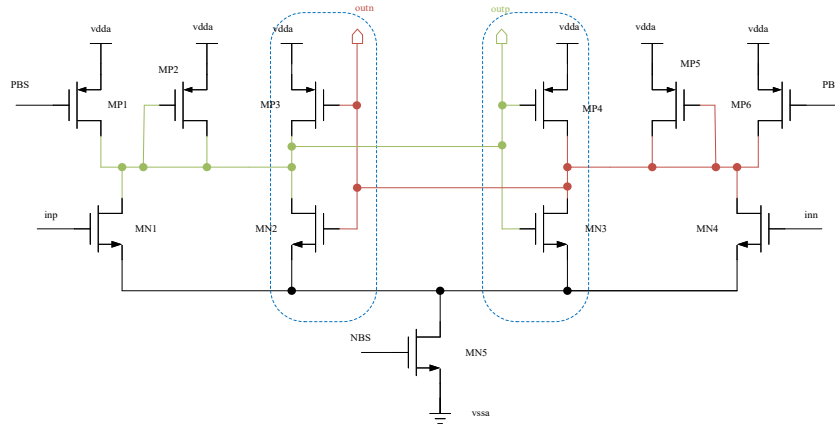 outn
outp
vdda
vdda
vdda
vdda
vdda
vdda
PBS
MP1
MP2
MP3
MP4
MP5
MP6
PB
inp
MN1
MN2
MN3
MN4
inn
NBS
MN5
vssa